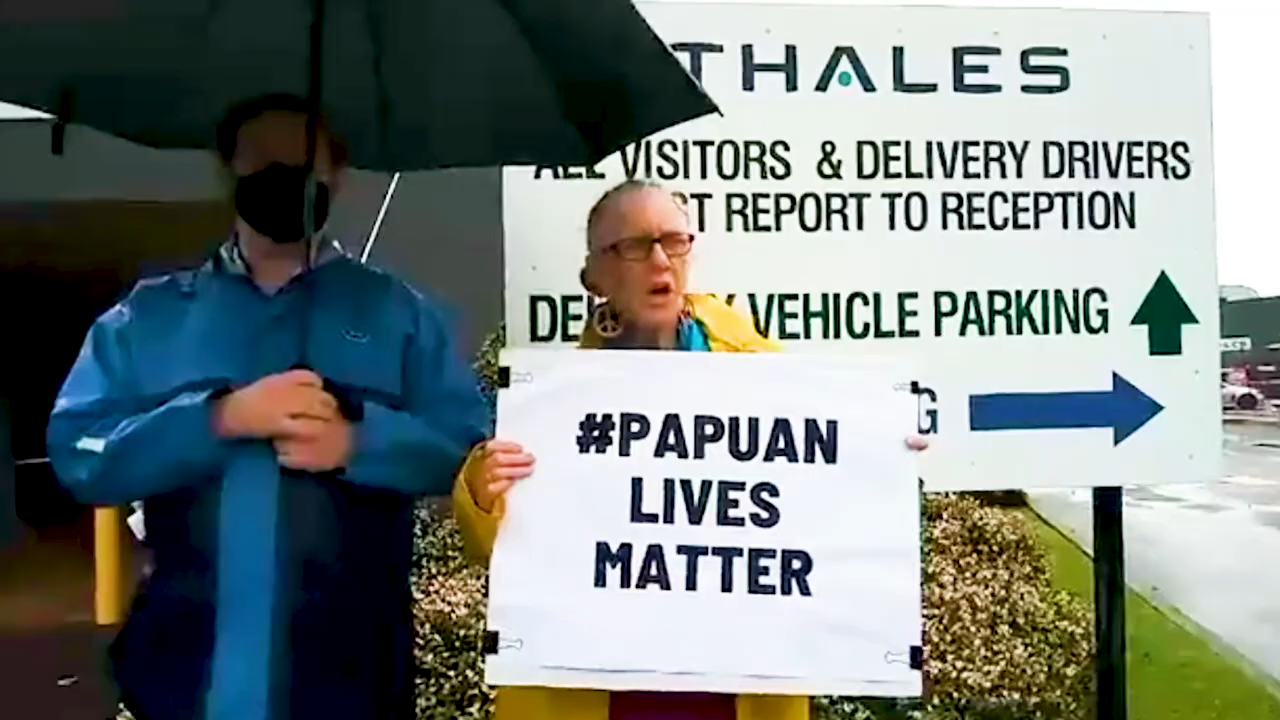 THALES
VISITORS & DELIVERY DRIVERS
REPORT TO RECEPTION
VEHICLE PARKING
#PAPUAN
LIVES
MATTER